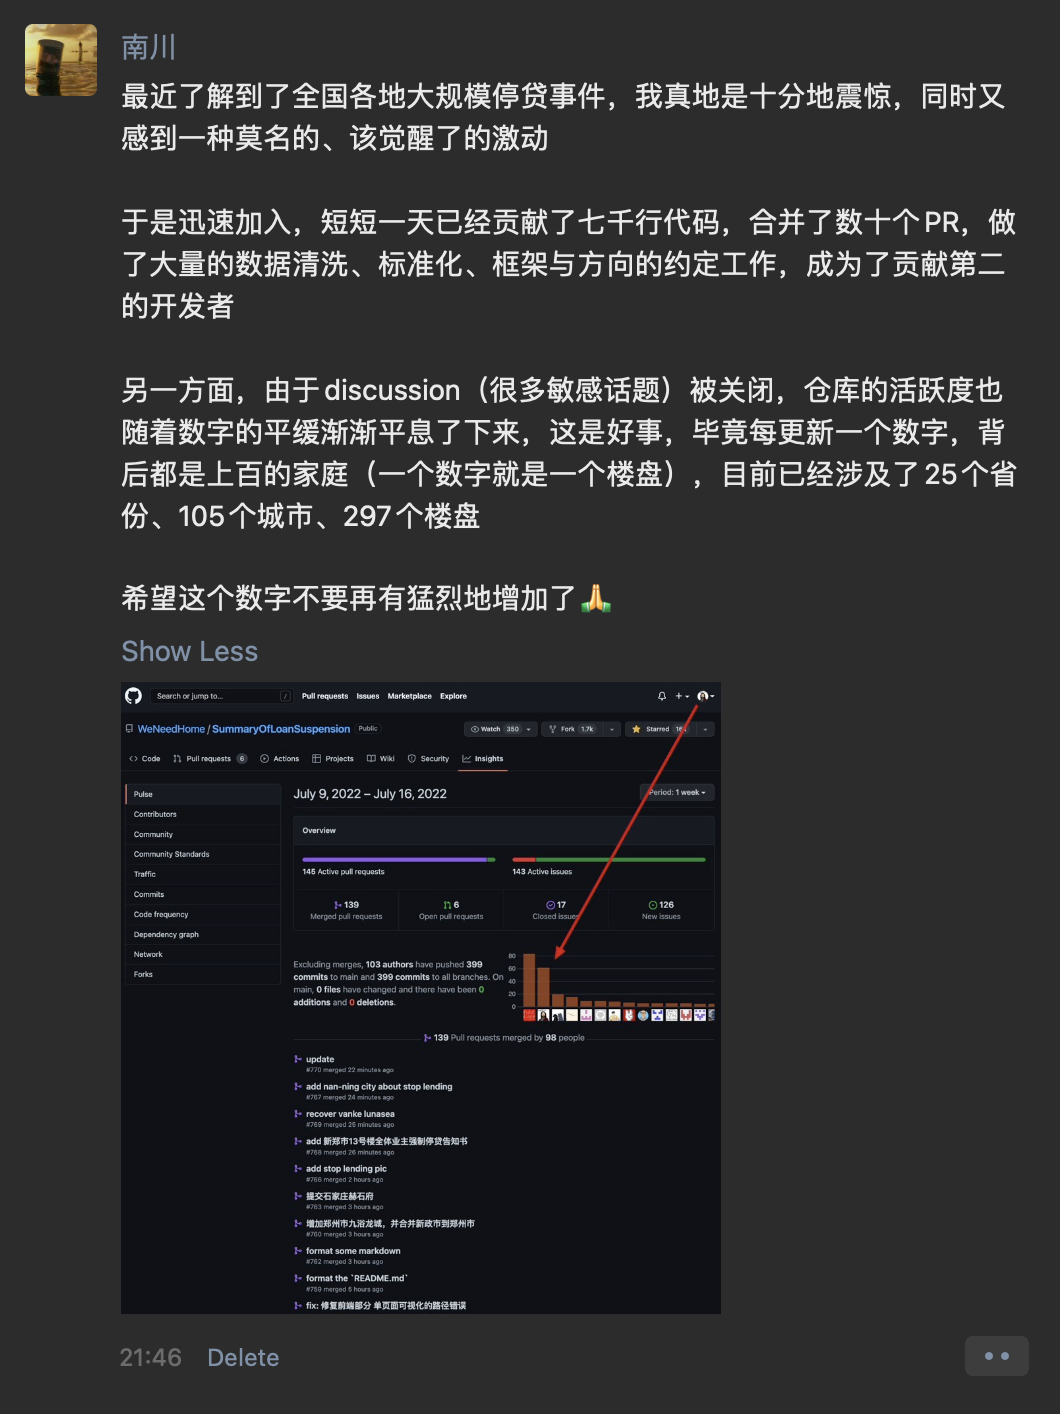 南川
最近了解到了全国各地大规模停贷事件，我真地是十分地震惊，同时又
感到一种莫名的、该觉醒了的激动
于是迅速加入，短短一天已经贡献了七千行代码，合并了数十个PR，做
了大量的数据清洗、标准化、框架与方向的约定工作，成为了贡献第二
的开发者
另一方面，由于discussion（很多敏感话题）被关闭，仓库的活跃度也
随着数字的平缓渐渐平息了下来，这是好事，毕竟每更新一个数字，背
后都是上百的家庭（一个数字就是一个楼盘），目前已经涉及了25个省
份、105个城市、297个楼盘
希望这个数字不要再有猛烈地增加了🙏
Show Less
Search or jump to... / Pull requests Issues Marketplace Explore
WeNeedHome / SummaryOfLoanSuspension Public Watch 350 Fork 1.7k Starred
Code Pull requests 6 Actions Projects Wiki Security Insights
Pulse
Contributors
Community
Community Standards
Traffic
Commits
Code frequency
Dependency graph
Network
Forks
July 9, 2022 – July 16, 2022 Period: 1 week
Overview
145 Active pull requests 143 Active issues
139 6 17 126
Merged pull requests Open pull requests Closed issues New issues
Excluding merges, 103 authors have pushed 399
commits to main and 399 commits to all branches. On
main, 0 files have changed and there have been 0
additions and 0 deletions.
80
60
40
20
0
139 Pull requests merged by 98 people
update
#770 merged 22 minutes ago
add nan-ning city about stop lending
#767 merged 24 minutes ago
recover vanke lunasea
#769 merged 25 minutes ago
add 新郑市13号楼全体业主强制停贷告知书
#768 merged 26 minutes ago
add stop lending pic
#766 merged 2 hours ago
提交石家庄赫石府
#763 merged 3 hours ago
增加郑州市九浴龙城，并合并新政市到郑州市
#760 merged 3 hours ago
format some markdown
#762 merged 3 hours ago
format the `README.md`
#759 merged 6 hours ago
fix: 修复前端部分 单页面可视化的路径错误
21:46 Delete